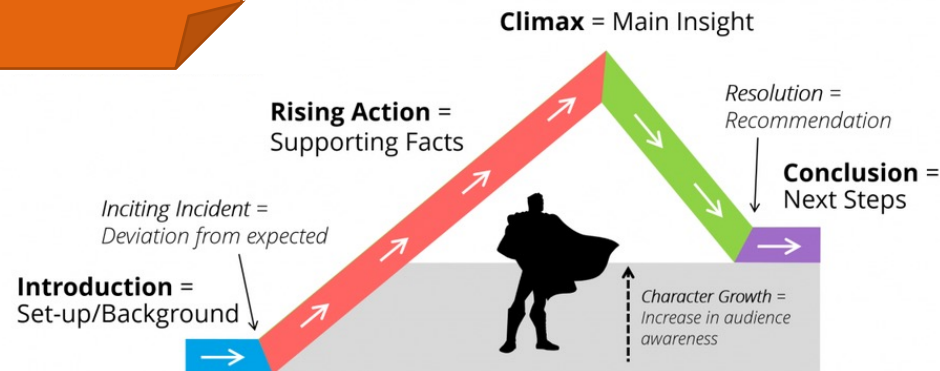 Climax = Main Insight
Resolution =
Recommendation
Rising Action =
Supporting Facts
Conclusion =
Next Steps
Inciting Incident =
Deviation from expected
Introduction =
Set-up/Background
Character Growth =
Increase in audience
awareness